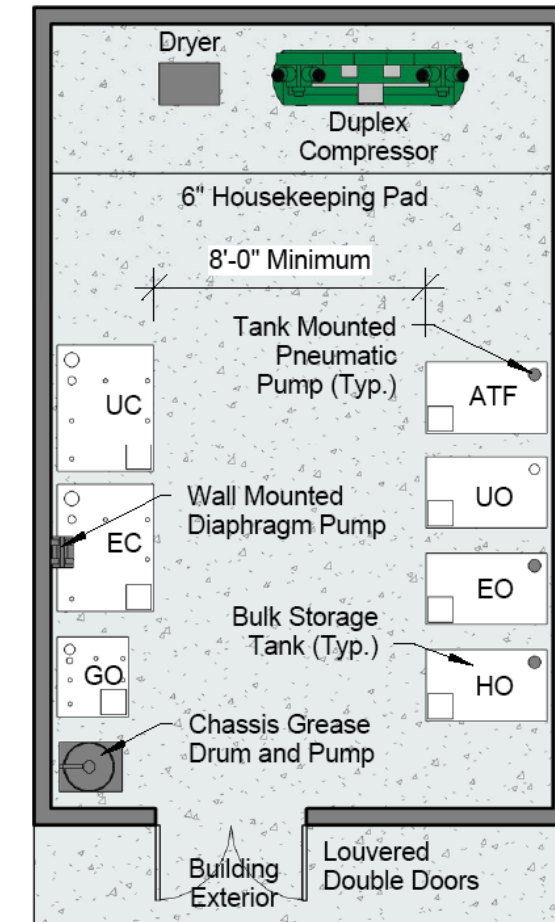 Dryer
Duplex
Compressor
6" Housekeeping Pad
8'-0" Minimum
Tank Mounted
Pneumatic
Pump (Typ.)
UC
ATF
Wall Mounted
Diaphragm Pump
UO
EC
EO
Bulk Storage
Tank (Typ.)
GO
HO
Chassis Grease
Drum and Pump
Building
Exterior
Louvered
Double Doors